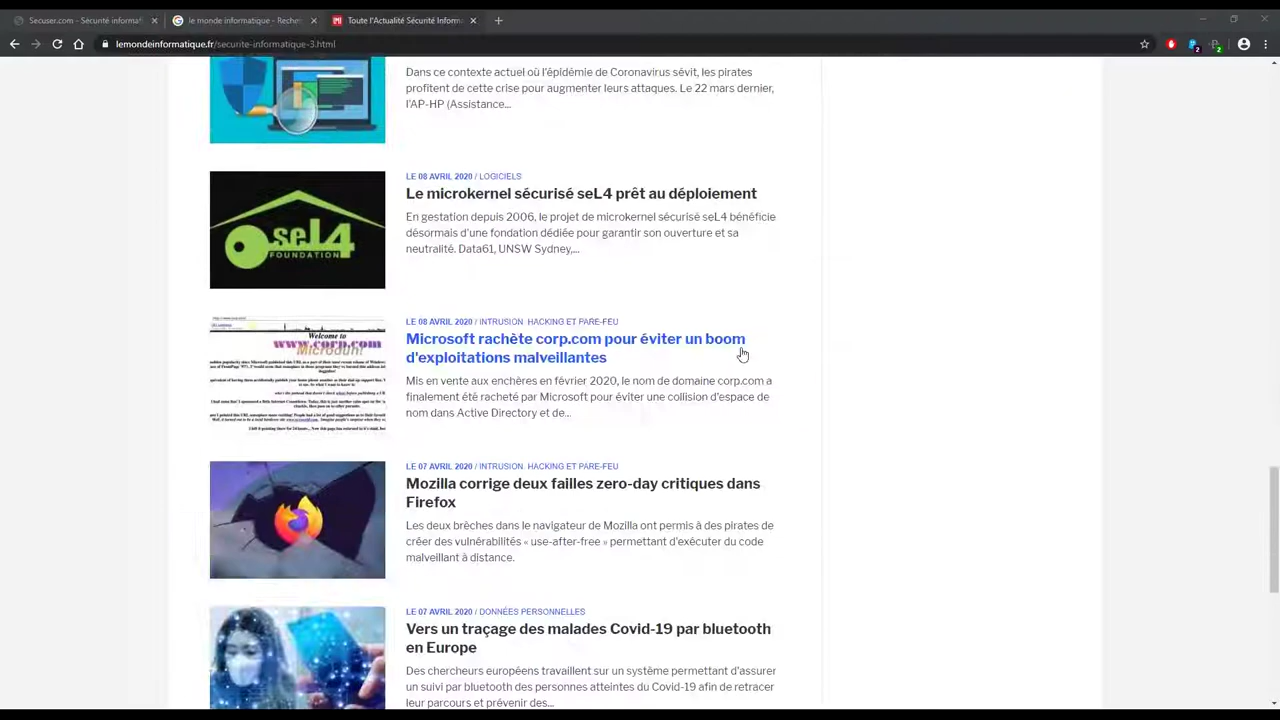 Secuser.com - Sécurité informati
le monde informatique - Recher
Toute l'Actualité Sécurité Informa
lemondeinformatique.fr/securite-informatique-3.html
Dans ce contexte actuel où l'épidémie de Coronavirus sévit, les pirates
profitent de cette crise pour augmenter leurs attaques. Le 22 mars dernier,
l'AP-HP (Assistance...
LE 08 AVRIL 2020 / LOGICIELS
Le microkernel sécurisé seL4 prêt au déploiement
En gestation depuis 2006, le projet de microkernel sécurisé seL4 bénéficie
désormais d'une fondation dédiée pour garantir son ouverture et sa
neutralité. Data61, UNSW Sydney,...
seL4
FOUNDATION
LE 08 AVRIL 2020 / INTRUSION HACKING ET PARE-FEU
Microsoft rachète corp.com pour éviter un boom
d'exploitations malveillantes
Mis en vente aux enchères en février 2020, le nom de domaine corp.com a
finalement été racheté par Microsoft pour éviter une collision d'espace de
nom dans Active Directory et de...
Welcome to
www.corp.com
LE 07 AVRIL 2020 / INTRUSION HACKING ET PARE-FEU
Mozilla corrige deux failles zero-day critiques dans
Firefox
Les deux brèches dans le navigateur de Mozilla ont permis à des pirates de
créer des vulnérabilités « use-after-free » permettant d'exécuter du code
malveillant à distance.
LE 07 AVRIL 2020 / DONNÉES PERSONNELLES
Vers un traçage des malades Covid-19 par bluetooth
en Europe
Des chercheurs européens travaillent sur un système permettant d'assurer
un suivi par bluetooth des personnes atteintes du Covid-19 afin de retracer
leur parcours et prévenir des...